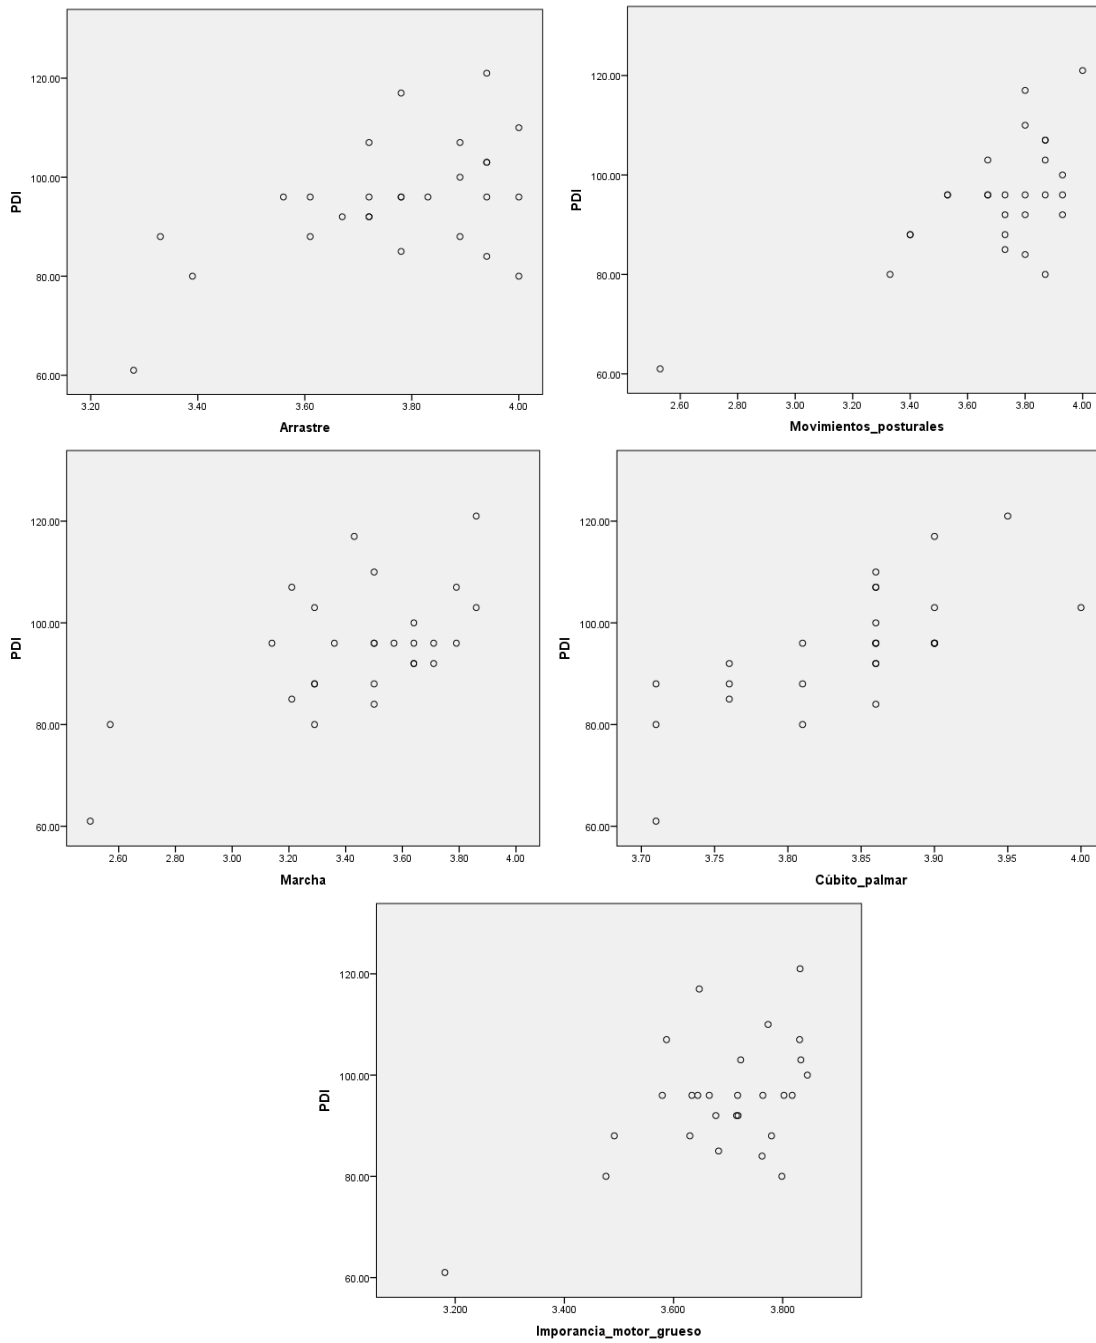 120.00
100.00
PDI
80.00
60.00
3.20 3.40 3.60 3.80 4.00
Arrastre
120.00
100.00
PDI
80.00
60.00
2.60 2.80 3.00 3.20 3.40 3.60 3.80 4.00
Movimientos_posturales
120.00
100.00
PDI
80.00
60.00
2.60 2.80 3.00 3.20 3.40 3.60 3.80 4.00
Marcha
120.00
100.00
PDI
80.00
60.00
3.70 3.75 3.80 3.85 3.90 3.95 4.00
Cúbito_palmar
120.00
100.00
PDI
80.00
60.00
3.200 3.400 3.600 3.800
Imporancia_motor_grueso